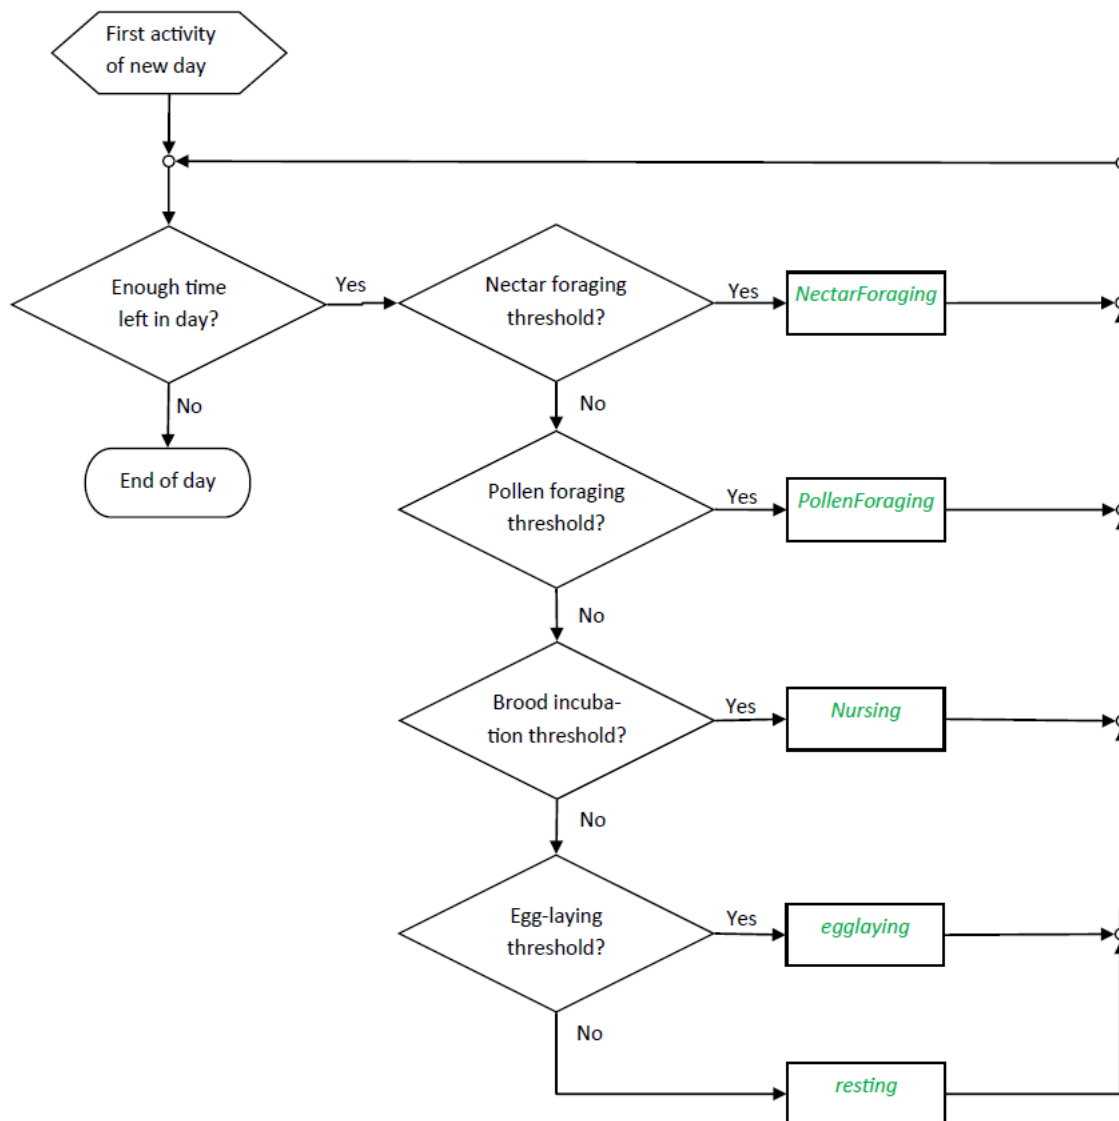 First activity
of new day
Enough time
left in day?
Yes
Nectar foraging
threshold?
Yes
NectarForaging
No
No
End of day
Pollen foraging
threshold?
Yes
PollenForaging
No
Brood incuba-
tion threshold?
Yes
Nursing
No
Egg-laying
threshold?
Yes
egglaying
No
resting